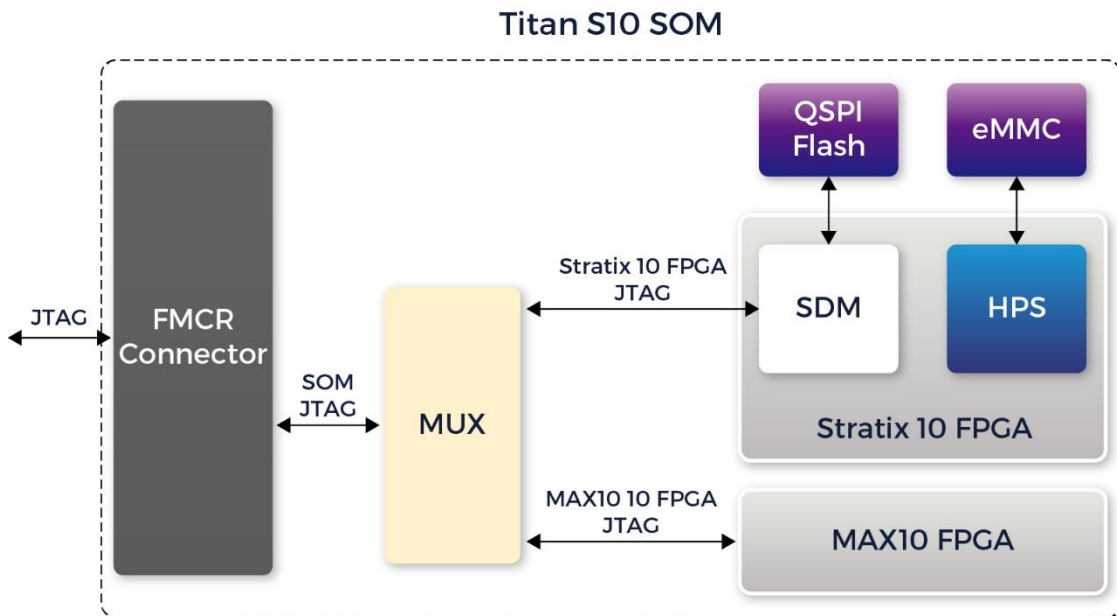 Titan S10 SOM
QSPI
Flash
eMMC
Stratix 10 FPGA
JTAG
SDM
HPS
JTAG
FMCR
Connector
SOM
JTAG
MUX
Stratix 10 FPGA
MAX10 10 FPGA
JTAG
MAX10 FPGA